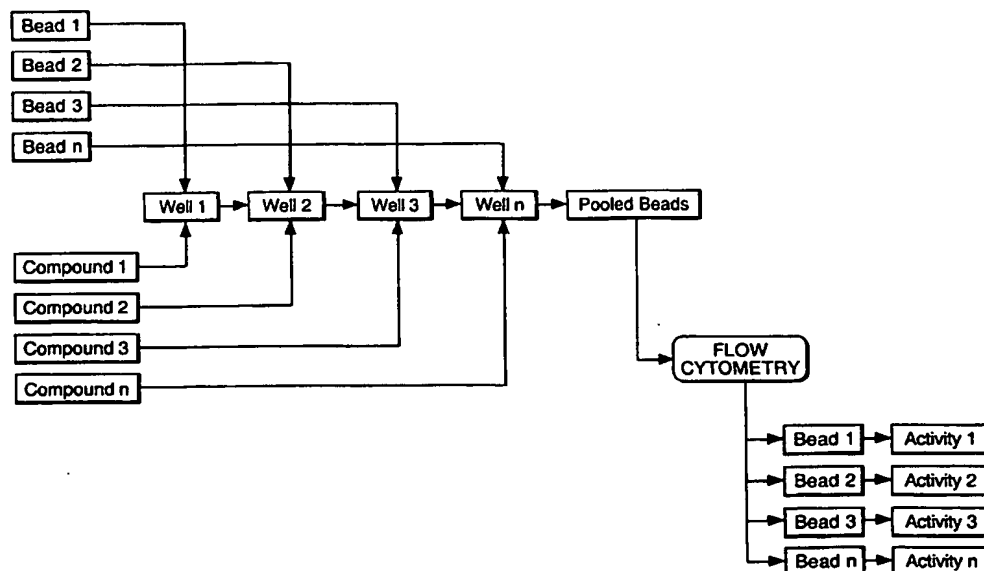 Bead 1
Bead 2
Bead 3
Bead n
Well 1
Well 2
Well 3
Well n
Pooled Beads
Compound 1
Compound 2
Compound 3
Compound n
FLOW
CYTOMETRY
Bead 1
Activity 1
Bead 2
Activity 2
Bead 3
Activity 3
Bead n
Activity n